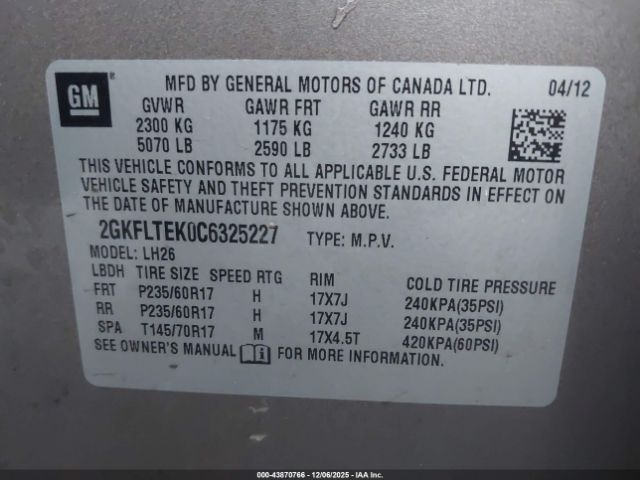 GM
MFD BY GENERAL MOTORS OF CANADA LTD. 04/12
GVWR GAWR FRT GAWR RR
2300 KG 1175 KG 1240 KG
5070 LB 2590 LB 2733 LB
THIS VEHICLE CONFORMS TO ALL APPLICABLE U.S. FEDERAL MOTOR
VEHICLE SAFETY AND THEFT PREVENTION STANDARDS IN EFFECT ON
THE DATE OF MANUFACTURE SHOWN ABOVE.
2GKFLTEK0C6325227 TYPE: M.P.V.
MODEL: LH26
LBDH TIRE SIZE SPEED RTG RIM COLD TIRE PRESSURE
FRT P235/60R17 H 17X7J 240KPA(35PSI)
RR P235/60R17 H 17X7J 240KPA(35PSI)
SPA T145/70R17 M 17X4.5T 420KPA(60PSI)
SEE OWNER'S MANUAL FOR MORE INFORMATION.
000-43870766 - 12/06/2025 - IAA Inc.